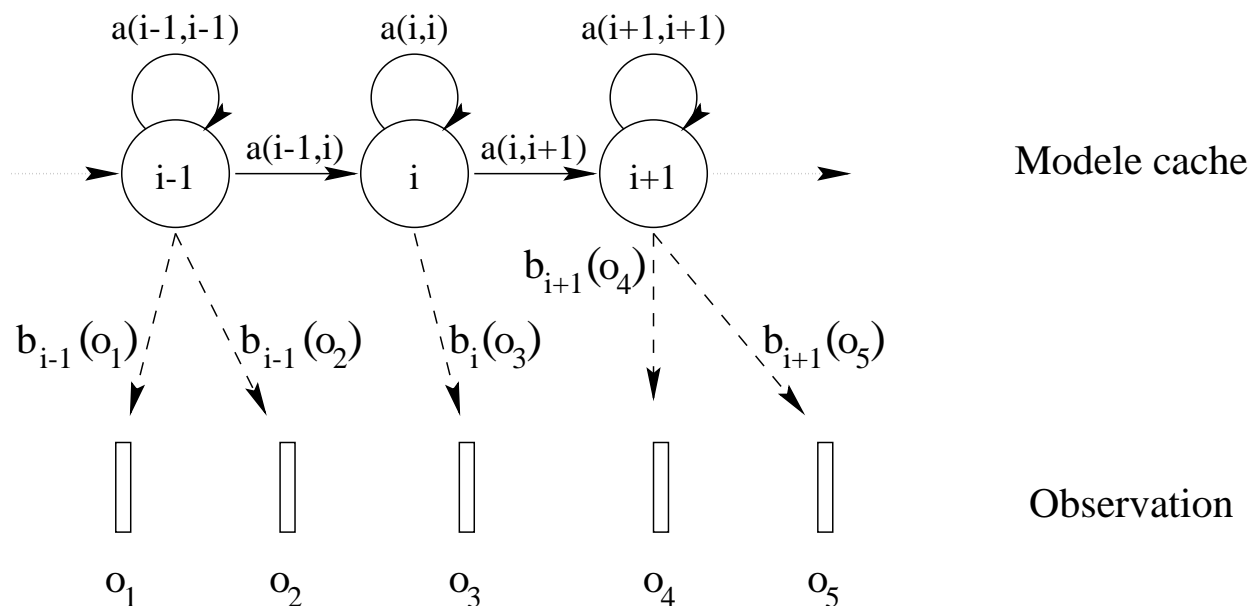 a(i-1,i-1) a(i,i) a(i+1,i+1)
a(i-1,i) a(i,i+1)
i-1 i i+1 Modele cache
b_{i+1}(o_4)
b_{i-1}(o_1) b_{i-1}(o_2) b_i(o_3) b_{i+1}(o_5)
Observation
o_1 o_2 o_3 o_4 o_5